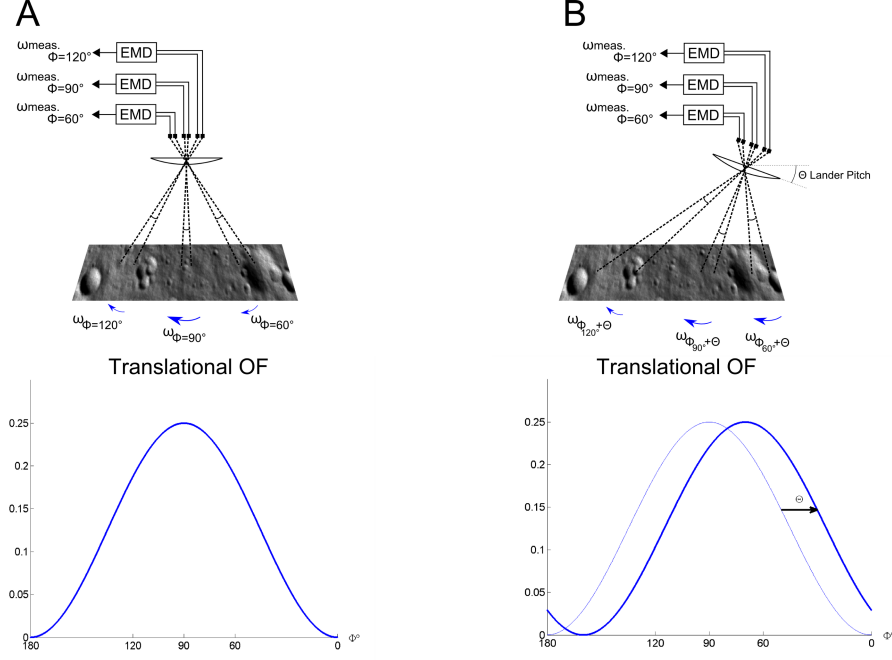 A
ωmeas.
Φ=120°
EMD
ωmeas.
Φ=90°
EMD
ωmeas.
Φ=60°
EMD
ωΦ=120°
ωΦ=90°
ωΦ=60°
Translational OF
0.25
0.2
0.15
0.1
0.05
0
180
120
90
60
0
Φ°
B
ωmeas.
Φ=120°
EMD
ωmeas.
Φ=90°
EMD
ωmeas.
Φ=60°
EMD
Θ Lander Pitch
ωΦ120°+Θ
ωΦ90°+Θ
ωΦ60°+Θ
Translational OF
0.25
0.2
0.15
0.1
0.05
0
Θ
180
120
90
60
0